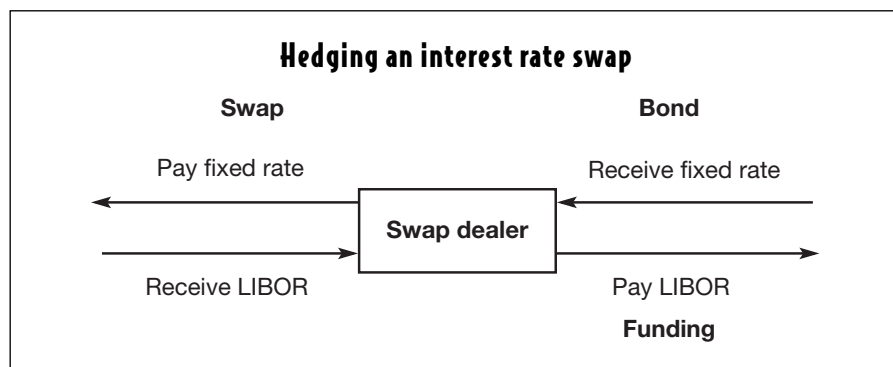 Hedging an interest rate swap
Swap
Bond
Pay fixed rate
Receive fixed rate
Swap dealer
Receive LIBOR
Pay LIBOR
Funding